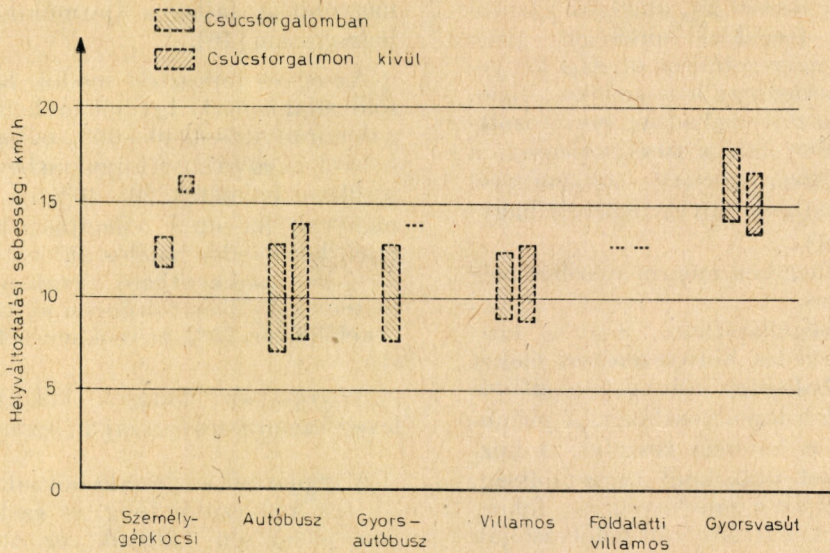 Csúcsforgalomban
Csúcsforgalmon kívül
Helyváltoztatási sebesség, km/h
20
15
10
5
0
Személy-
gépkocsi
Autóbusz
Gyors-
autóbusz
Villamos
Földalatti
villamos
Gyorsvasút